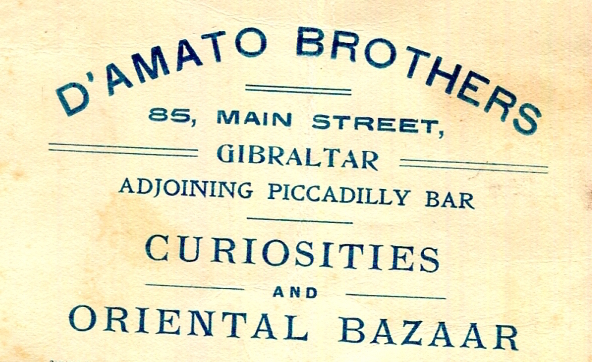 D'AMATO BROTHERS
85, MAIN STREET,
GIBRALTAR
ADJOINING PICCADILLY BAR
CURIOSITIES
AND
ORIENTAL BAZAAR